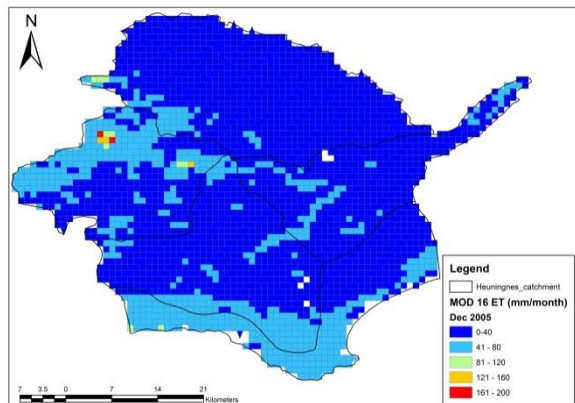 N
Legend
Heuningnes_catchment
MOD 16 ET (mm/month)
Dec 2005
0-40
41 - 80
81 - 120
121 - 160
161 - 200
7 3.5 0 7 14 21
Kilometers